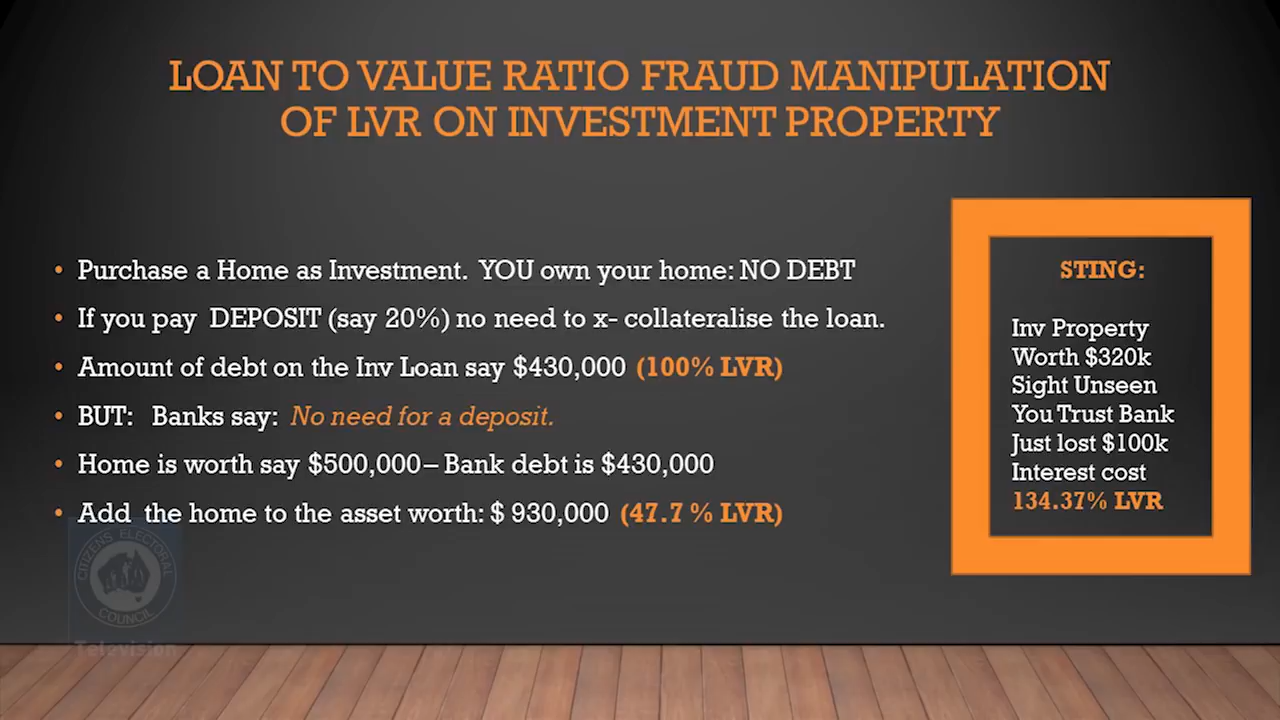 LOAN TO VALUE RATIO FRAUD MANIPULATION
OF LVR ON INVESTMENT PROPERTY
• Purchase a Home as Investment. YOU own your home: NO DEBT
• If you pay DEPOSIT (say 20%) no need to x- collateralise the loan.
• Amount of debt on the Inv Loan say $430,000 (100% LVR)
• BUT: Banks say: No need for a deposit.
• Home is worth say $500,000 – Bank debt is $430,000
• Add the home to the asset worth: $ 930,000 (47.7 % LVR)
STING:
Inv Property
Worth $320k
Sight Unseen
You Trust Bank
Just lost $100k
Interest cost
134.37% LVR
CITIZENS ELECTORAL
COUNCIL
Television